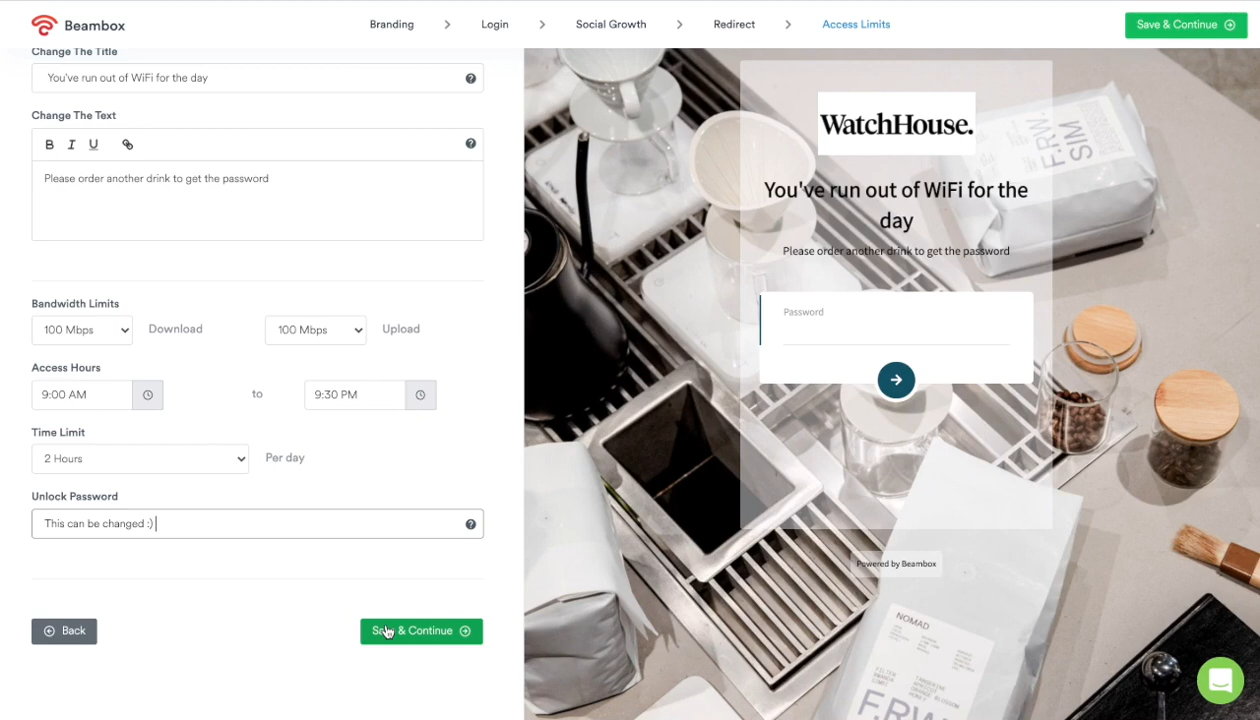 Beambox
Branding
Login
Social Growth
Redirect
Access Limits
Save & Continue
Change The Title
You've run out of WiFi for the day
Change The Text
B I U
Please order another drink to get the password
Bandwidth Limits
100 Mbps Download 100 Mbps Upload
Access Hours
9:00 AM to 9:30 PM
Time Limit
2 Hours Per day
Unlock Password
This can be changed :)
Back
Save & Continue
WatchHouse.
You've run out of WiFi for the
day
Please order another drink to get the password
Password
Powered by Beambox
F.RW.
SIM
NOMAD
F.RW